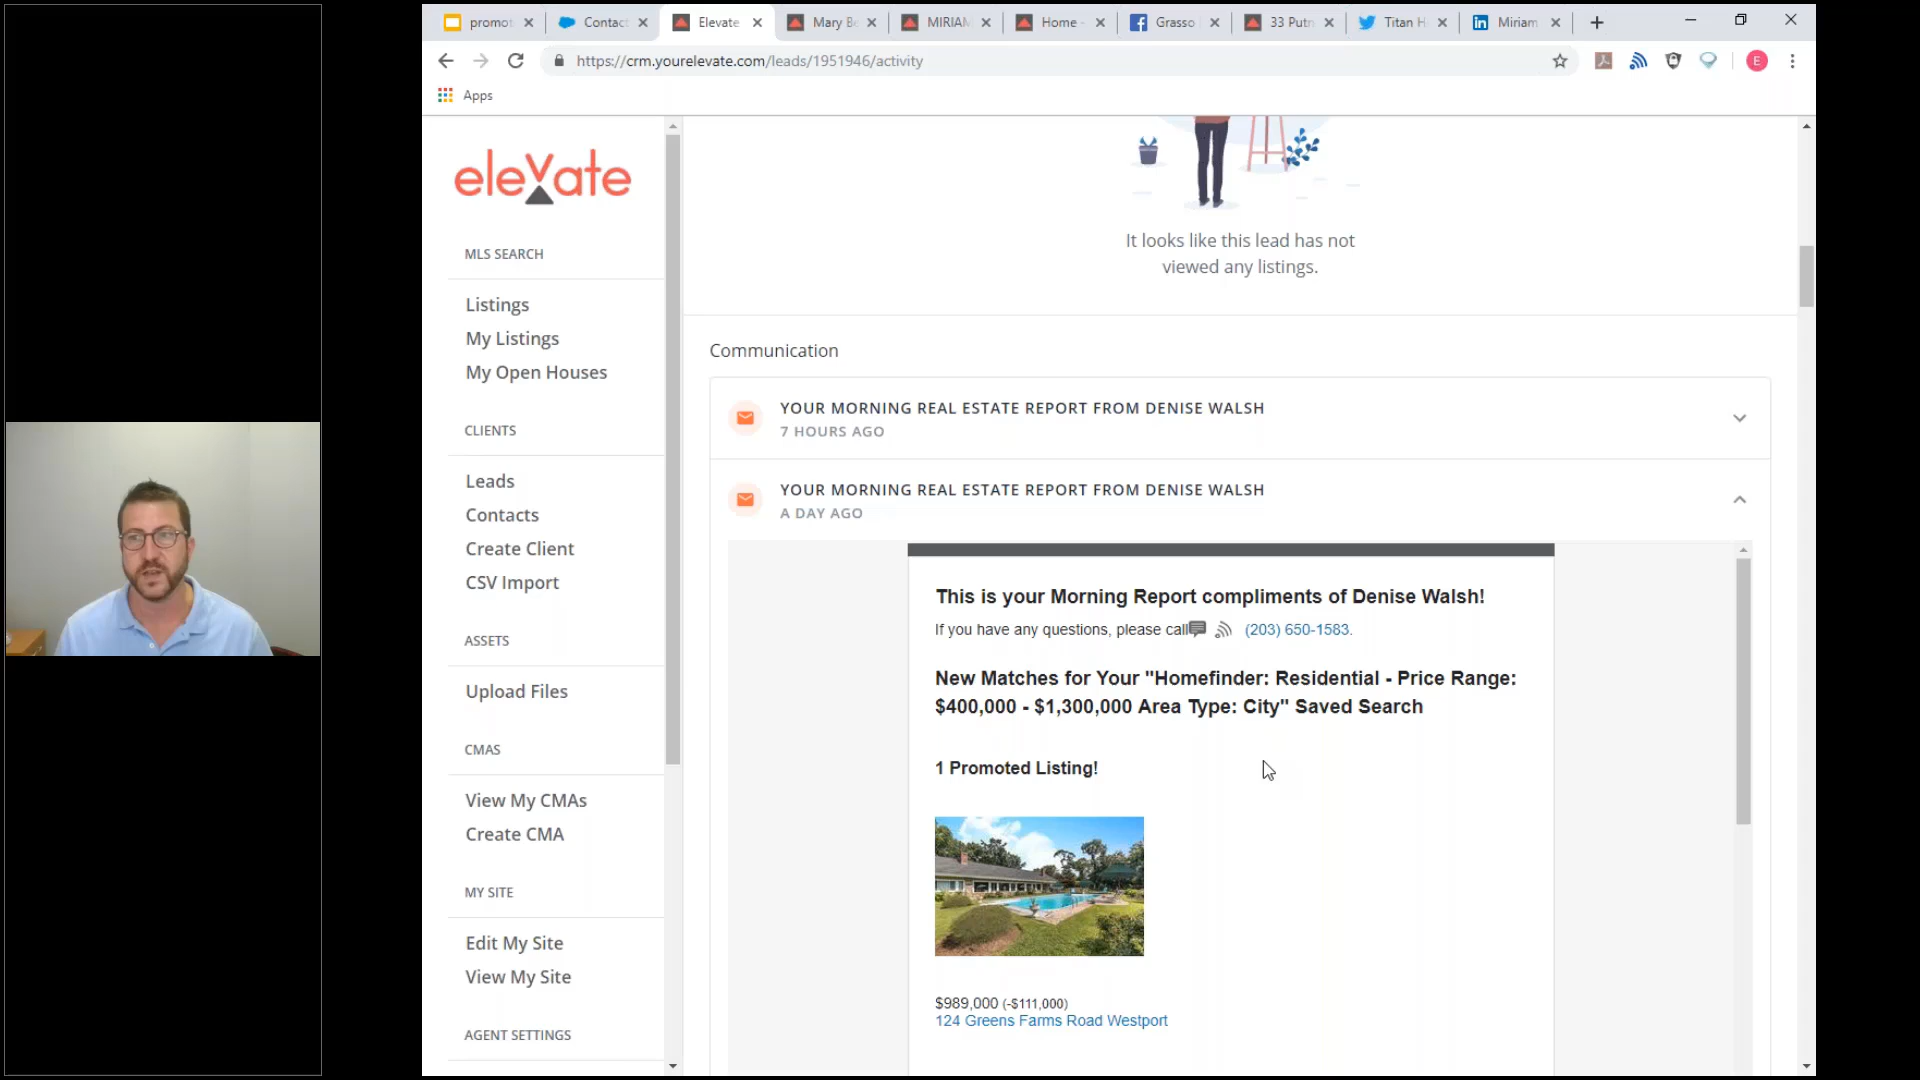 promot
Contac
Elevate
Mary Be
MIRIAM
Home -
Grasso
33 Putn
Titan H
Miriam
https://crm.yourelevate.com/leads/1951946/activity
E
Apps
elevate
MLS SEARCH
Listings
My Listings
My Open Houses
CLIENTS
Leads
Contacts
Create Client
CSV Import
ASSETS
Upload Files
CMAS
View My CMAs
Create CMA
MY SITE
Edit My Site
View My Site
AGENT SETTINGS
It looks like this lead has not
viewed any listings.
Communication
YOUR MORNING REAL ESTATE REPORT FROM DENISE WALSH
7 HOURS AGO
YOUR MORNING REAL ESTATE REPORT FROM DENISE WALSH
A DAY AGO
This is your Morning Report compliments of Denise Walsh!
If you have any questions, please call (203) 650-1583.
New Matches for Your "Homefinder: Residential - Price Range:
$400,000 - $1,300,000 Area Type: City" Saved Search
1 Promoted Listing!
$989,000 (-$111,000)
124 Greens Farms Road Westport